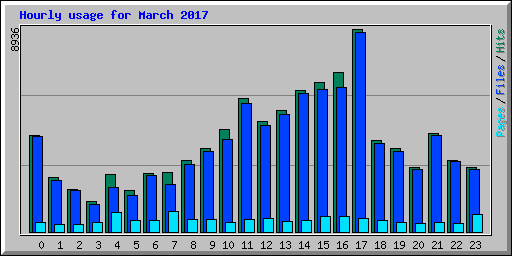 Hourly usage for March 2017
8936
Pages/Files/Hits
0 1 2 3 4 5 6 7 8 9 10 11 12 13 14 15 16 17 18 19 20 21 22 23